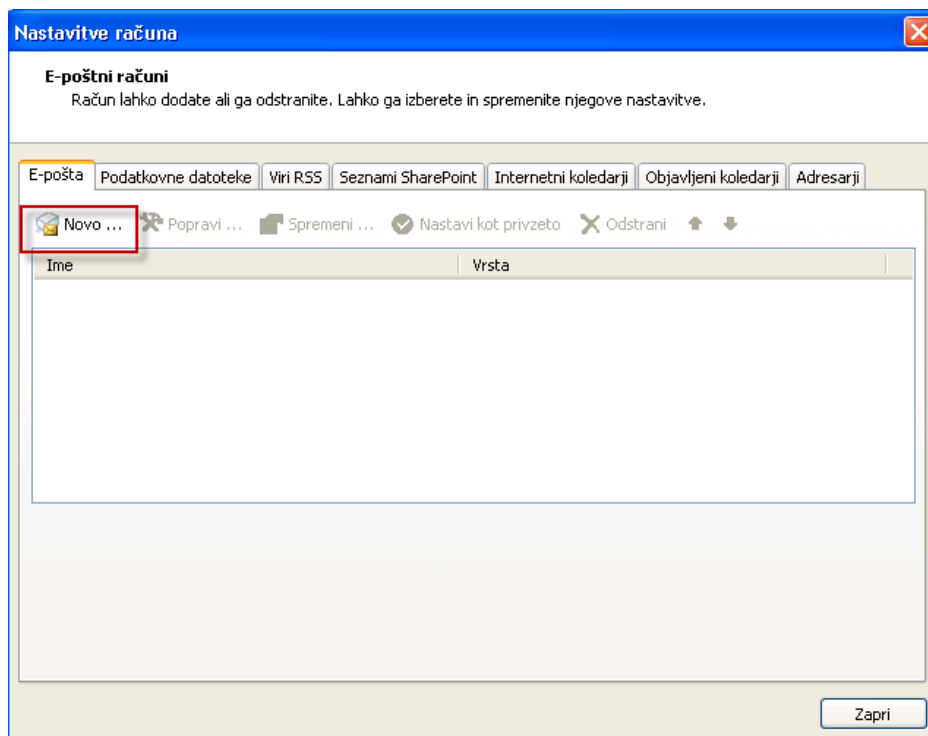 Nastavitve računa
E-poštni računi
Račun lahko dodate ali ga odstranite. Lahko ga izberete in spremenite njegove nastavitve.
E-pošta Podatkovne datoteke Viri RSS Seznami SharePoint Internetni koledarji Objavljeni koledarji Adresarji
Novo ... Popravi ... Spremeni ... Nastavi kot privzeto Odstrani
Ime Vrsta
Zapri